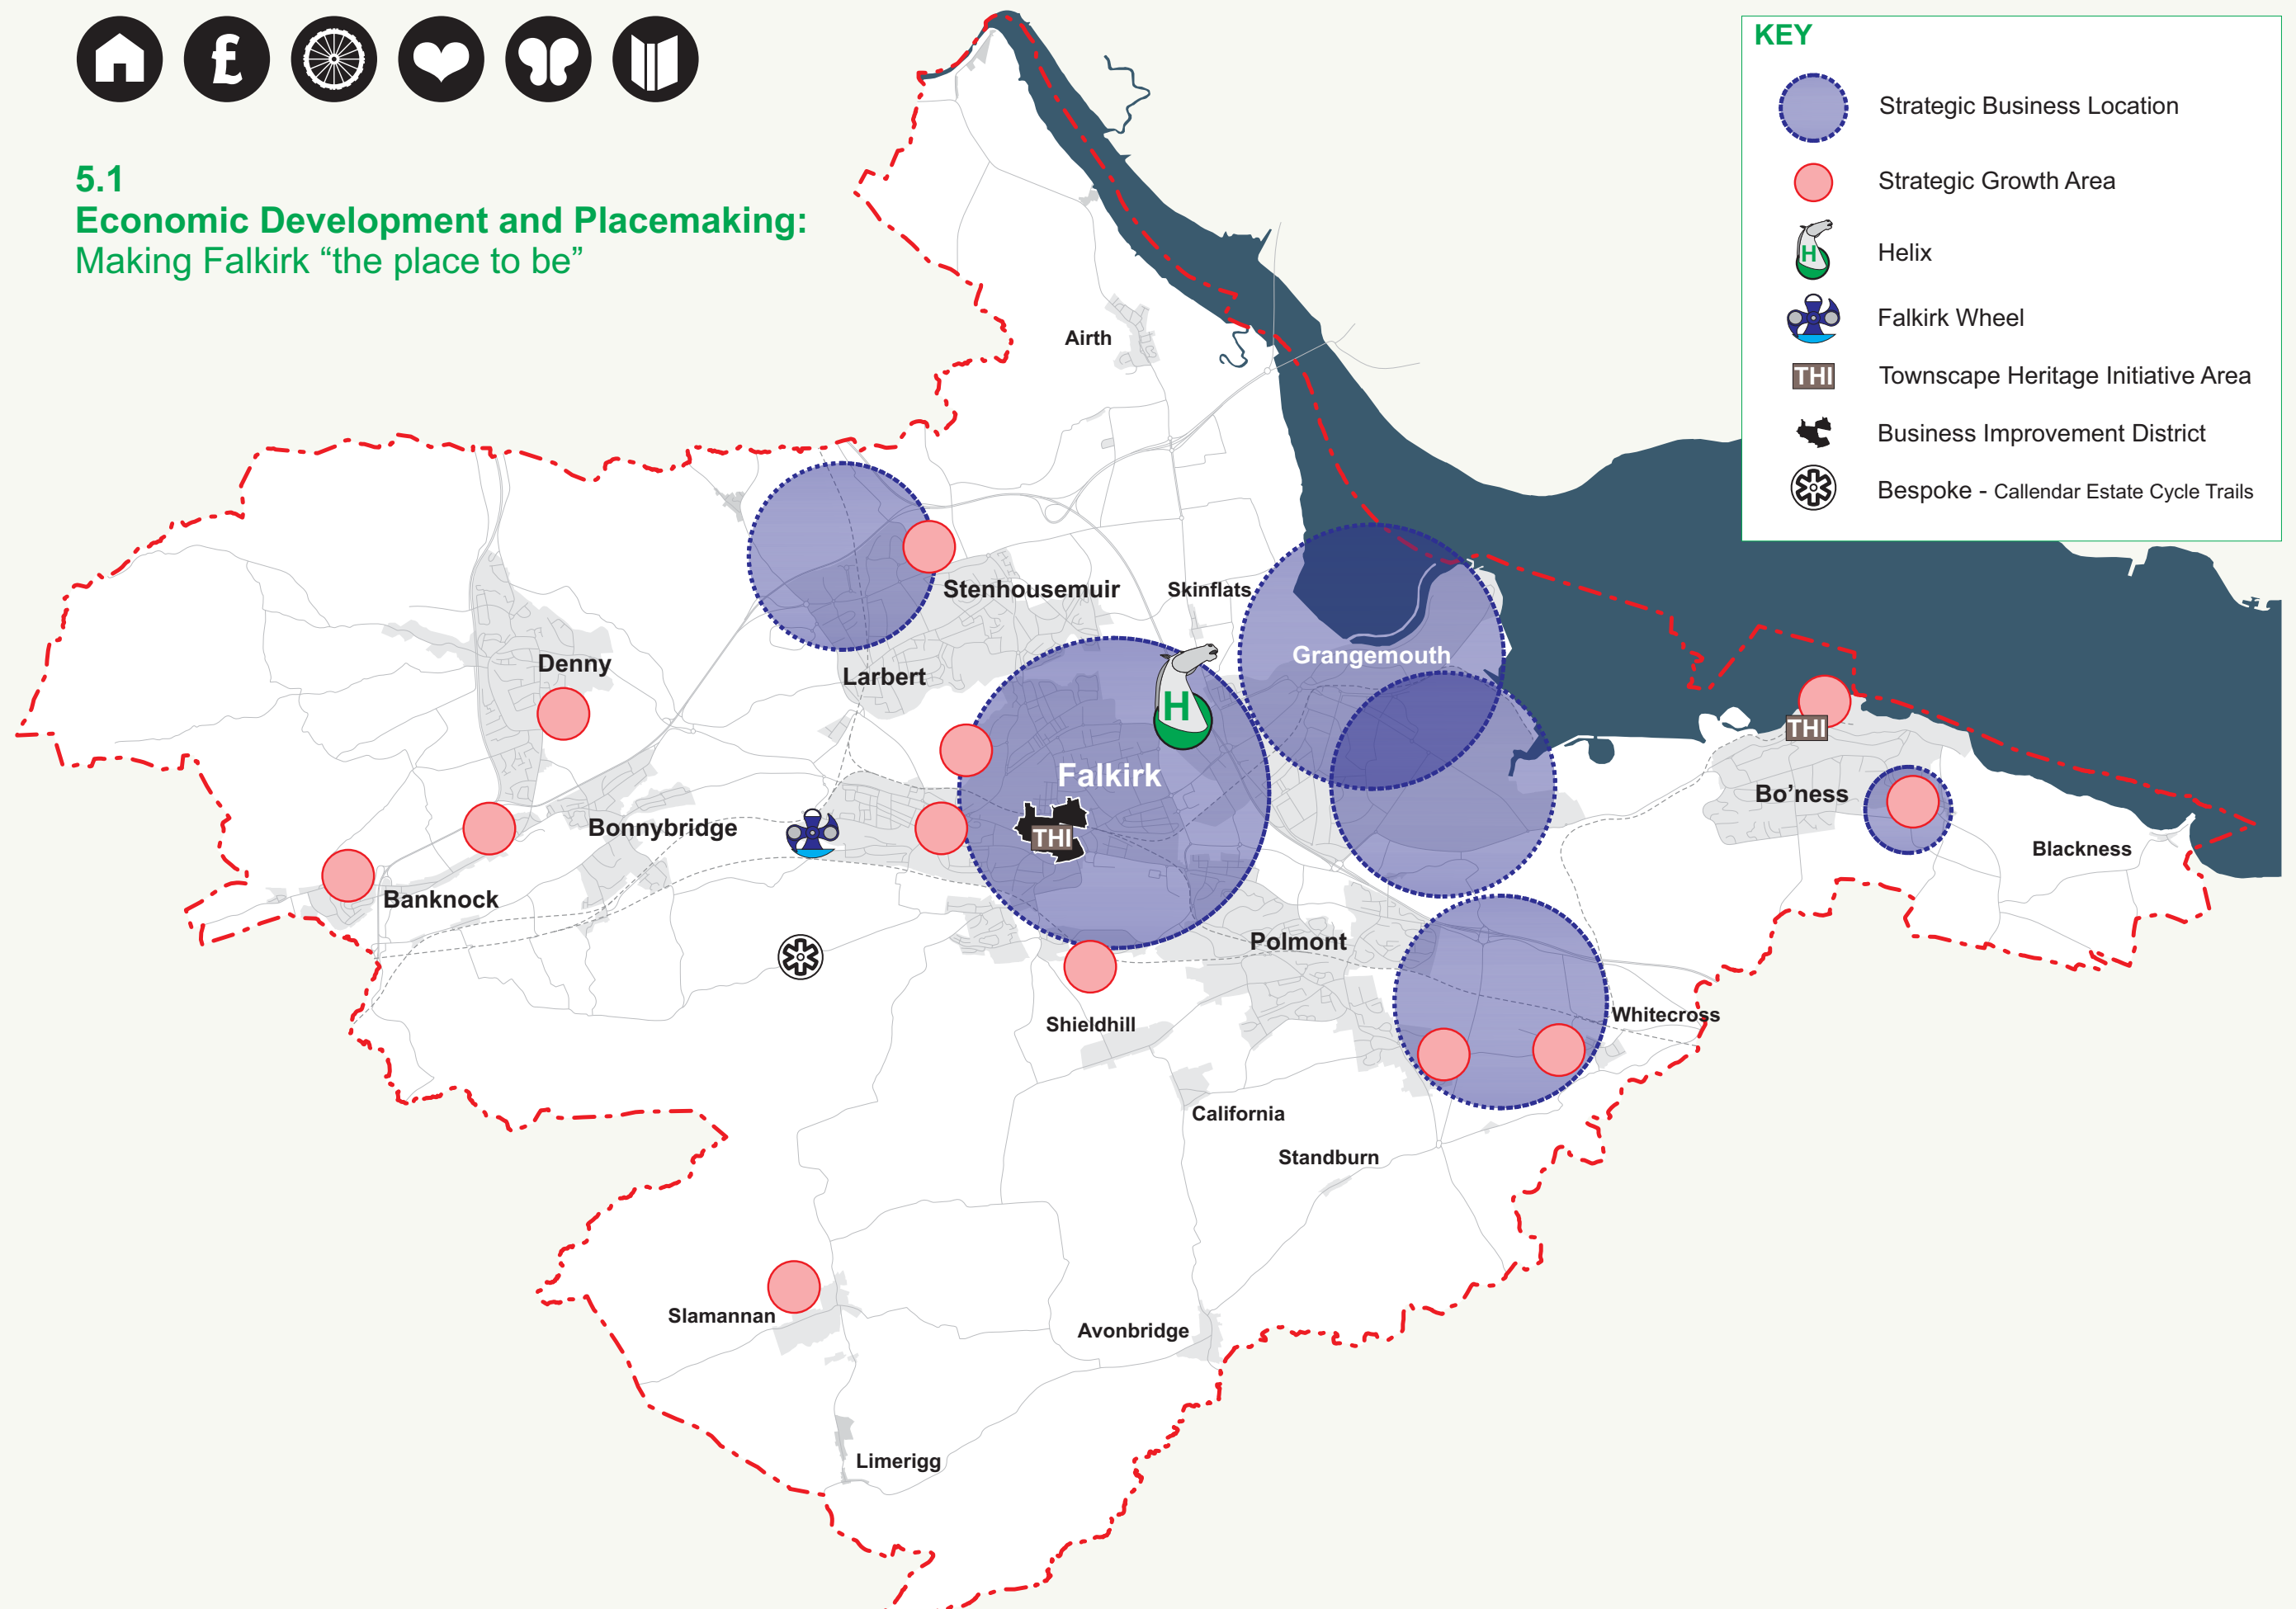 £
5.1
Economic Development and Placemaking:
Making Falkirk “the place to be”
KEY
Strategic Business Location
Strategic Growth Area
H
Helix
Falkirk Wheel
THI
Townscape Heritage Initiative Area
Business Improvement District
Bespoke - Callendar Estate Cycle Trails
Airth
Stenhousemuir
Skinflats
Grangemouth
Denny
Larbert
H
THI
Falkirk
Bo’ness
Bonnybridge
THI
Blackness
Banknock
Polmont
Shieldhill
Whitecross
California
Standburn
Slamannan
Avonbridge
Limerigg